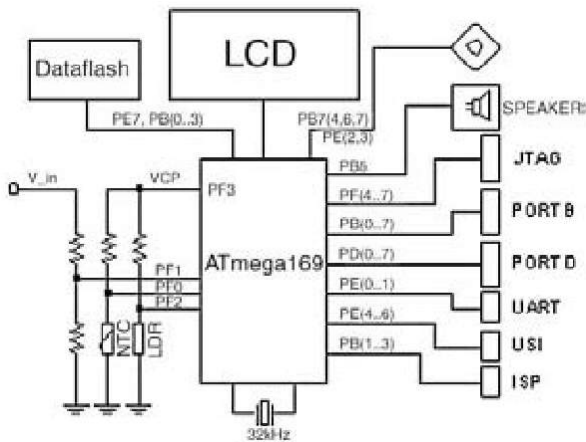 LCD
Dataflash
PE7, PB(0..3)
PB7(4,6,7)
PE(2,3)
SPEAKER
PB5
JTAG
V_in
VCP
PF3
PF(4..7)
PB(0..7)
PORT B
ATmega169
PD(0..7)
PORT D
PF1
PF0
PF2
PE(0..1)
UART
NTC
LDR
PE(4..6)
USI
PB(1..3)
ISP
32kHz